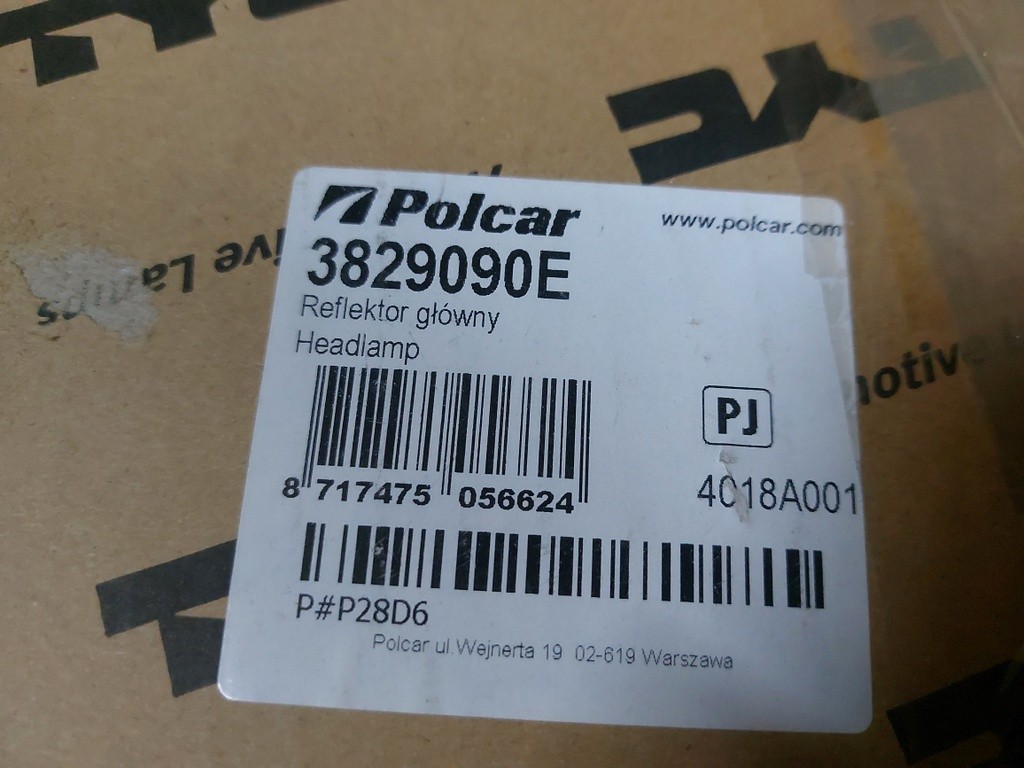 Polcar
www.polcar.com
3829090E
Reflektor główny
Headlamp
PJ
8 717475 056624
4018A001
P#P28D6
Polcar ul.Wejnerta 19 02-619 Warszawa